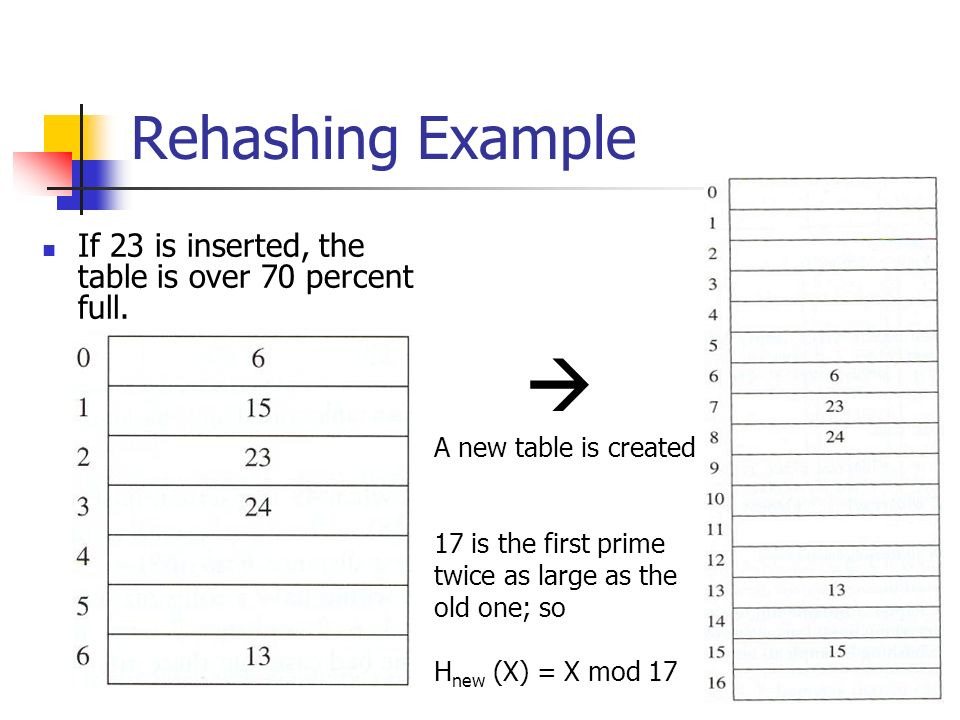 Rehashing Example
If 23 is inserted, the
table is over 70 percent
full.
0 6
1 15
2 23
3 24
4
5
6 13
→
A new table is created
17 is the first prime
twice as large as the
old one; so
Hnew (X) = X mod 17
0
1
2
3
4
5
6 6
7 23
8 24
9
10
11
12
13 13
14
15 15
16